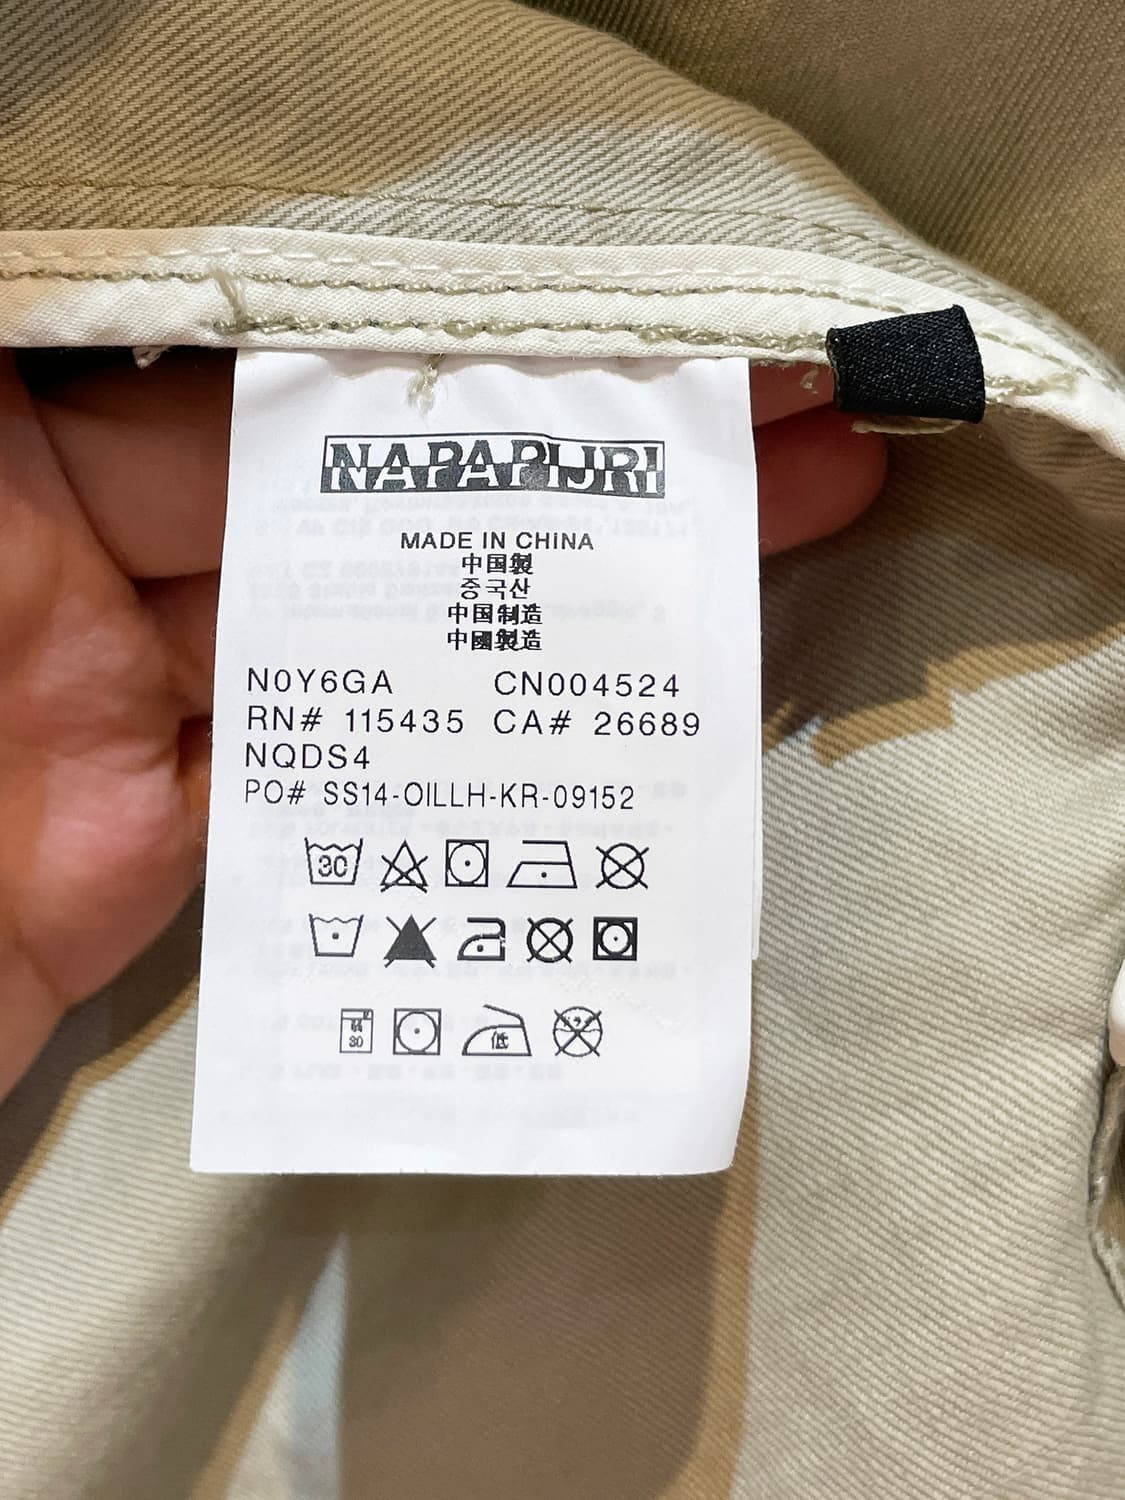 NAPAPIJRI
MADE IN CHINA
中国製
중국산
中国制造
中國製造
N0Y6GA CN004524
RN# 115435 CA# 26689
NQDS4
PO# SS14-OILLH-KR-09152
30
30
低